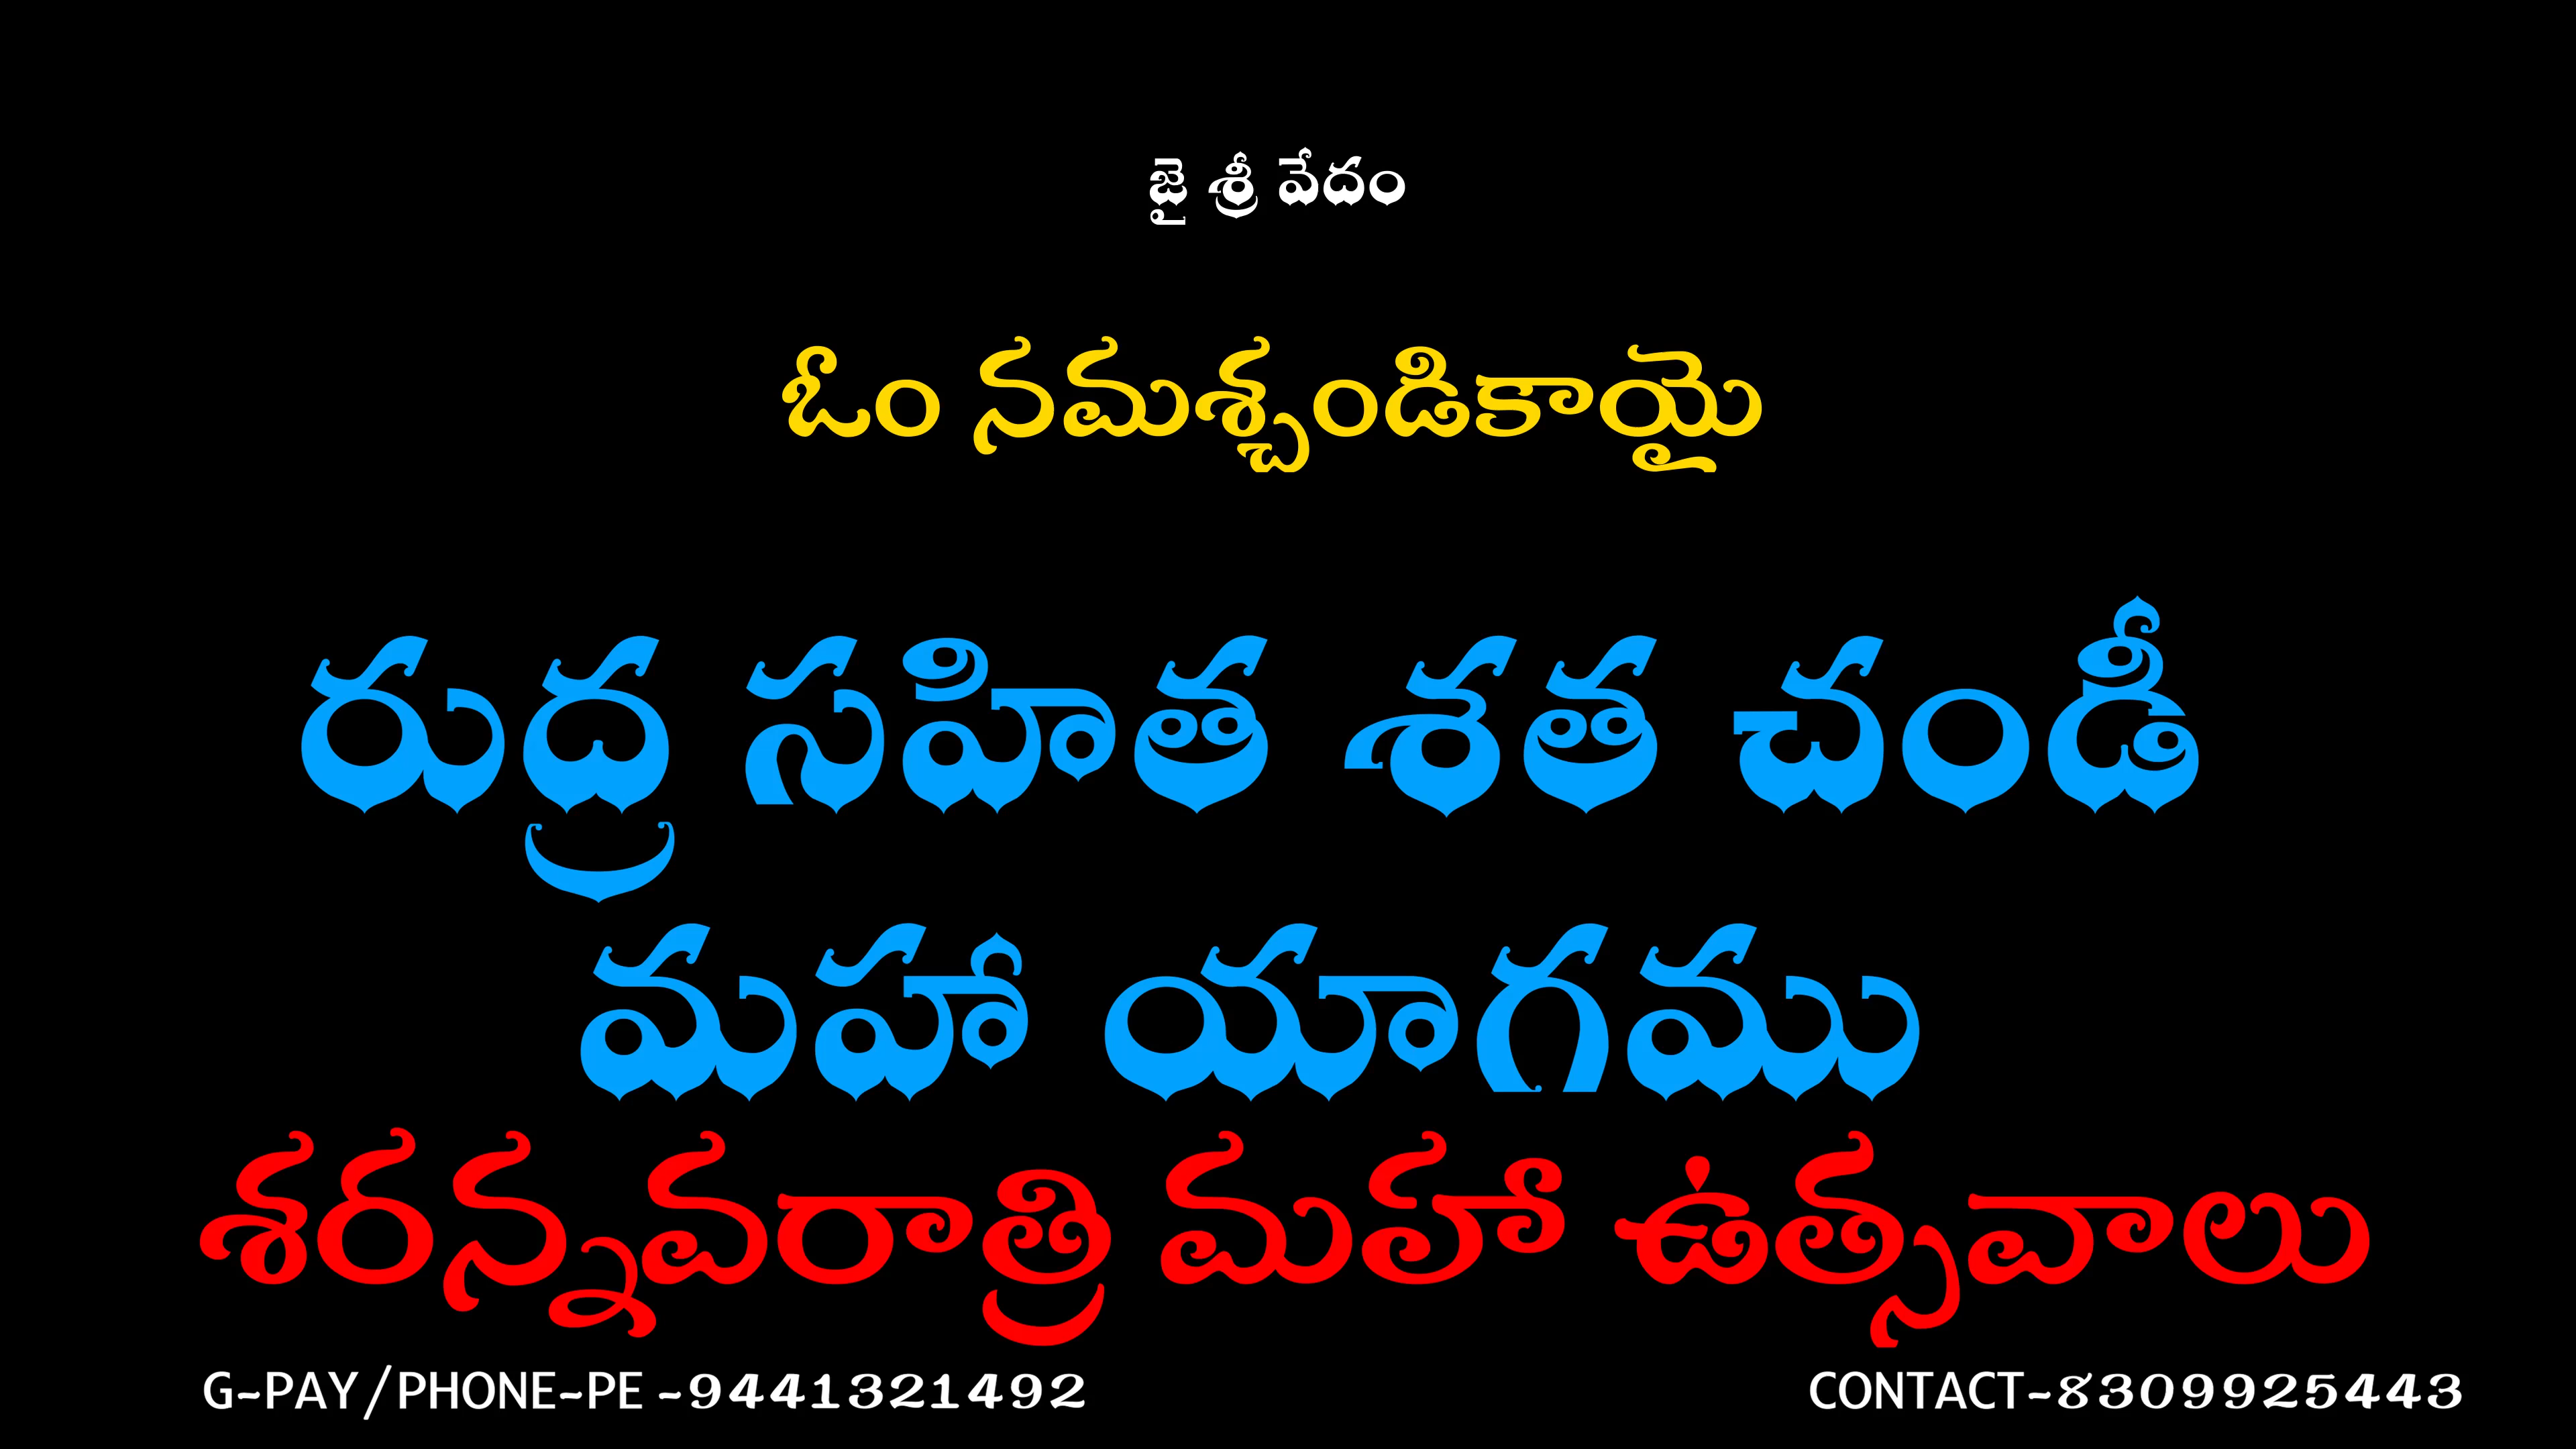 జై శ్రీ వేదం
ఓం నమశ్చండికాయై
రుద్ర సహిత శత చండీ
మహా యాగము
శరన్నవరాత్రి మహా ఉత్సవాలు
G-PAY/PHONE-PE -9441321492 CONTACT-8309925443